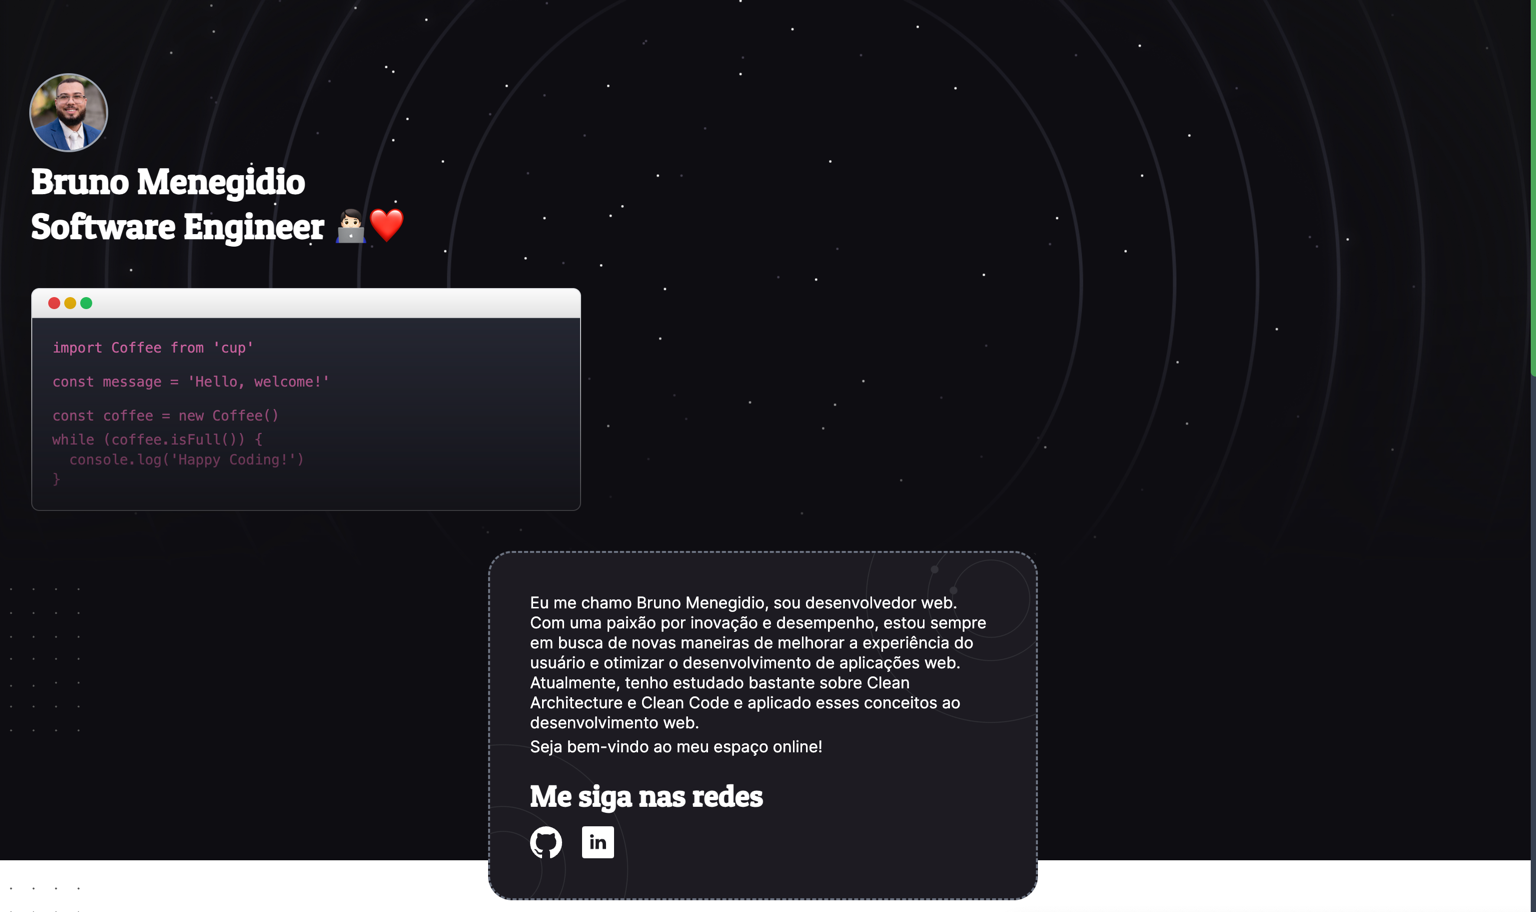 Bruno Menegidio
Software Engineer 👨🏻‍💻❤️
import Coffee from 'cup'
const message = 'Hello, welcome!'
const coffee = new Coffee()
while (coffee.isFull()) {
  console.log('Happy Coding!')
}
Eu me chamo Bruno Menegidio, sou desenvolvedor web.
Com uma paixão por inovação e desempenho, estou sempre
em busca de novas maneiras de melhorar a experiência do
usuário e otimizar o desenvolvimento de aplicações web.
Atualmente, tenho estudado bastante sobre Clean
Architecture e Clean Code e aplicado esses conceitos ao
desenvolvimento web.
Seja bem-vindo ao meu espaço online!
Me siga nas redes
in